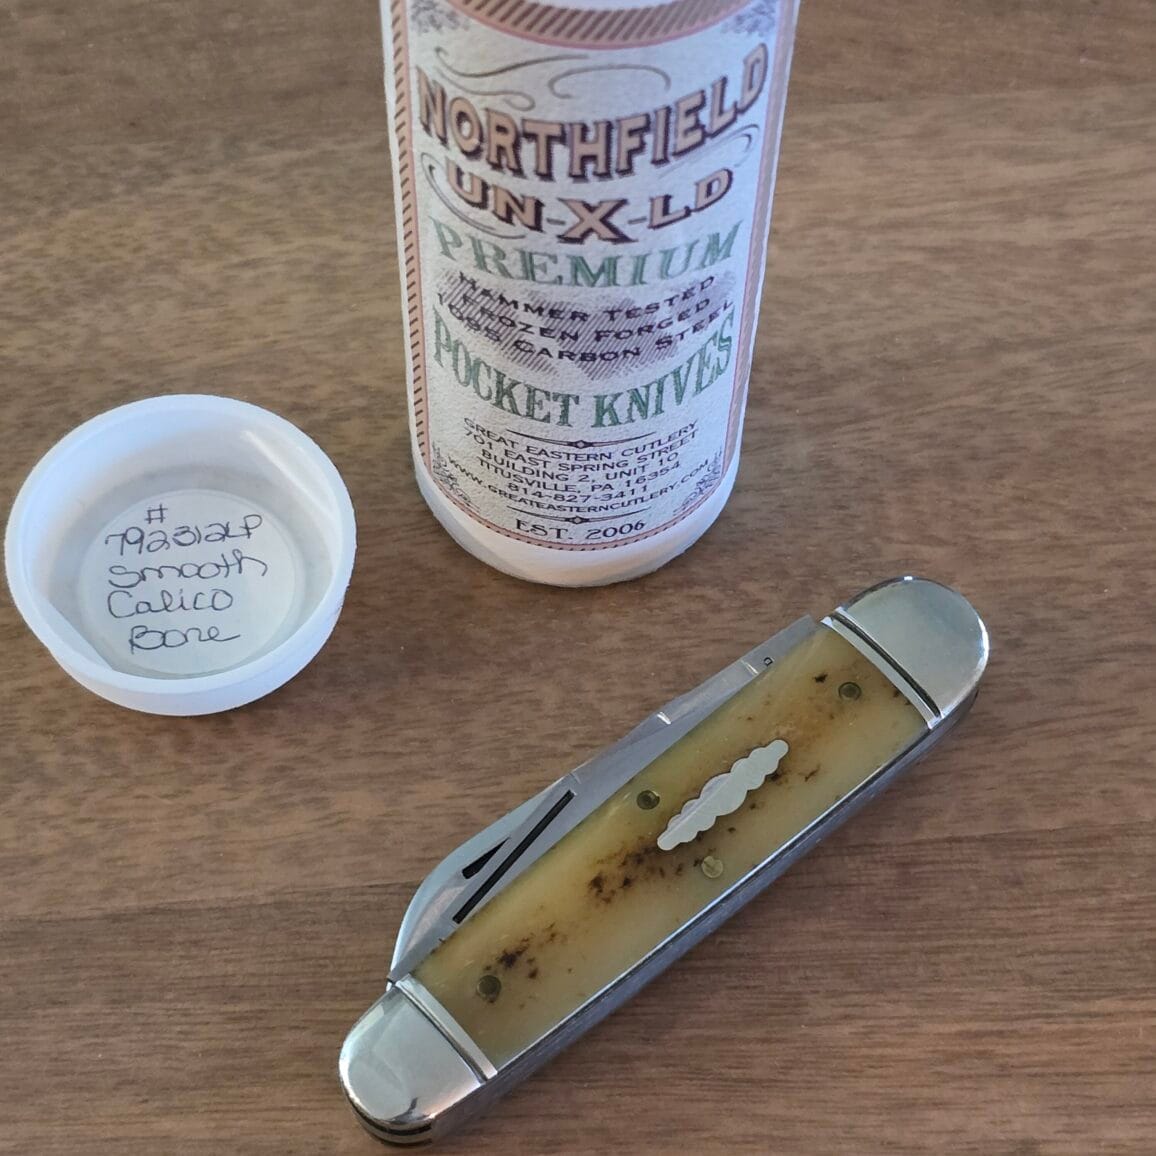 NORTHFIELD
UN-X-LD
PREMIUM
HAMMER TESTED
FROZEN FORGED
1095 CARBON STEEL
POCKET KNIVES
GREAT EASTERN CUTLERY
701 EAST SPRING STREET
BUILDING 2, UNIT 10
TITUSVILLE, PA 16354
814-827-3411
WWW.GREATEASTERNCUTLERY.COM
EST. 2006
#
792312LP
Smooth
Calico
Bone